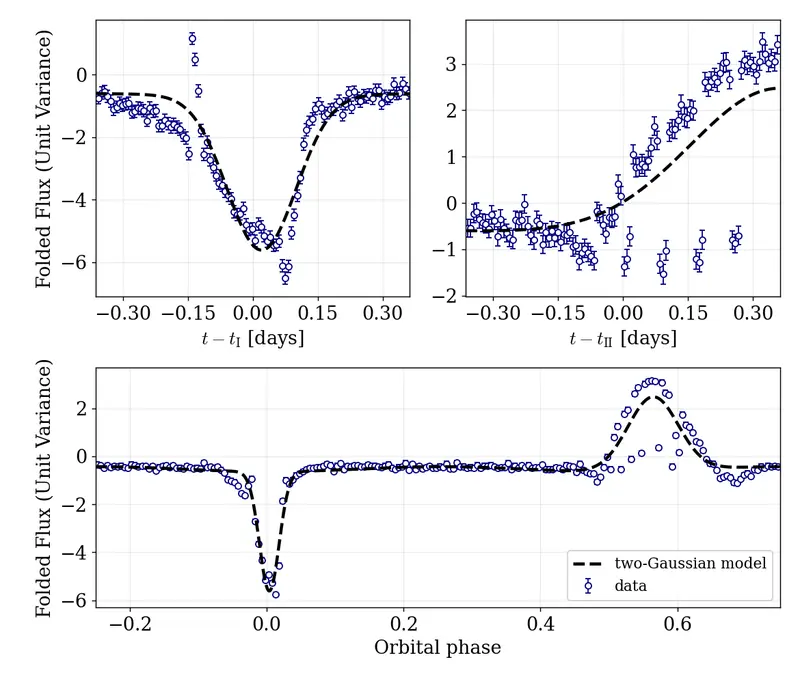 Folded Flux (Unit Variance)
0
−2
−4
−6
−0.30 −0.15 0.00 0.15 0.30
t − tI [days]
3
2
1
0
−1
−2
−0.30 −0.15 0.00 0.15 0.30
t − tII [days]
Folded Flux (Unit Variance)
2
0
−2
−4
−6
two-Gaussian model
data
−0.2 0.0 0.2 0.4 0.6
Orbital phase